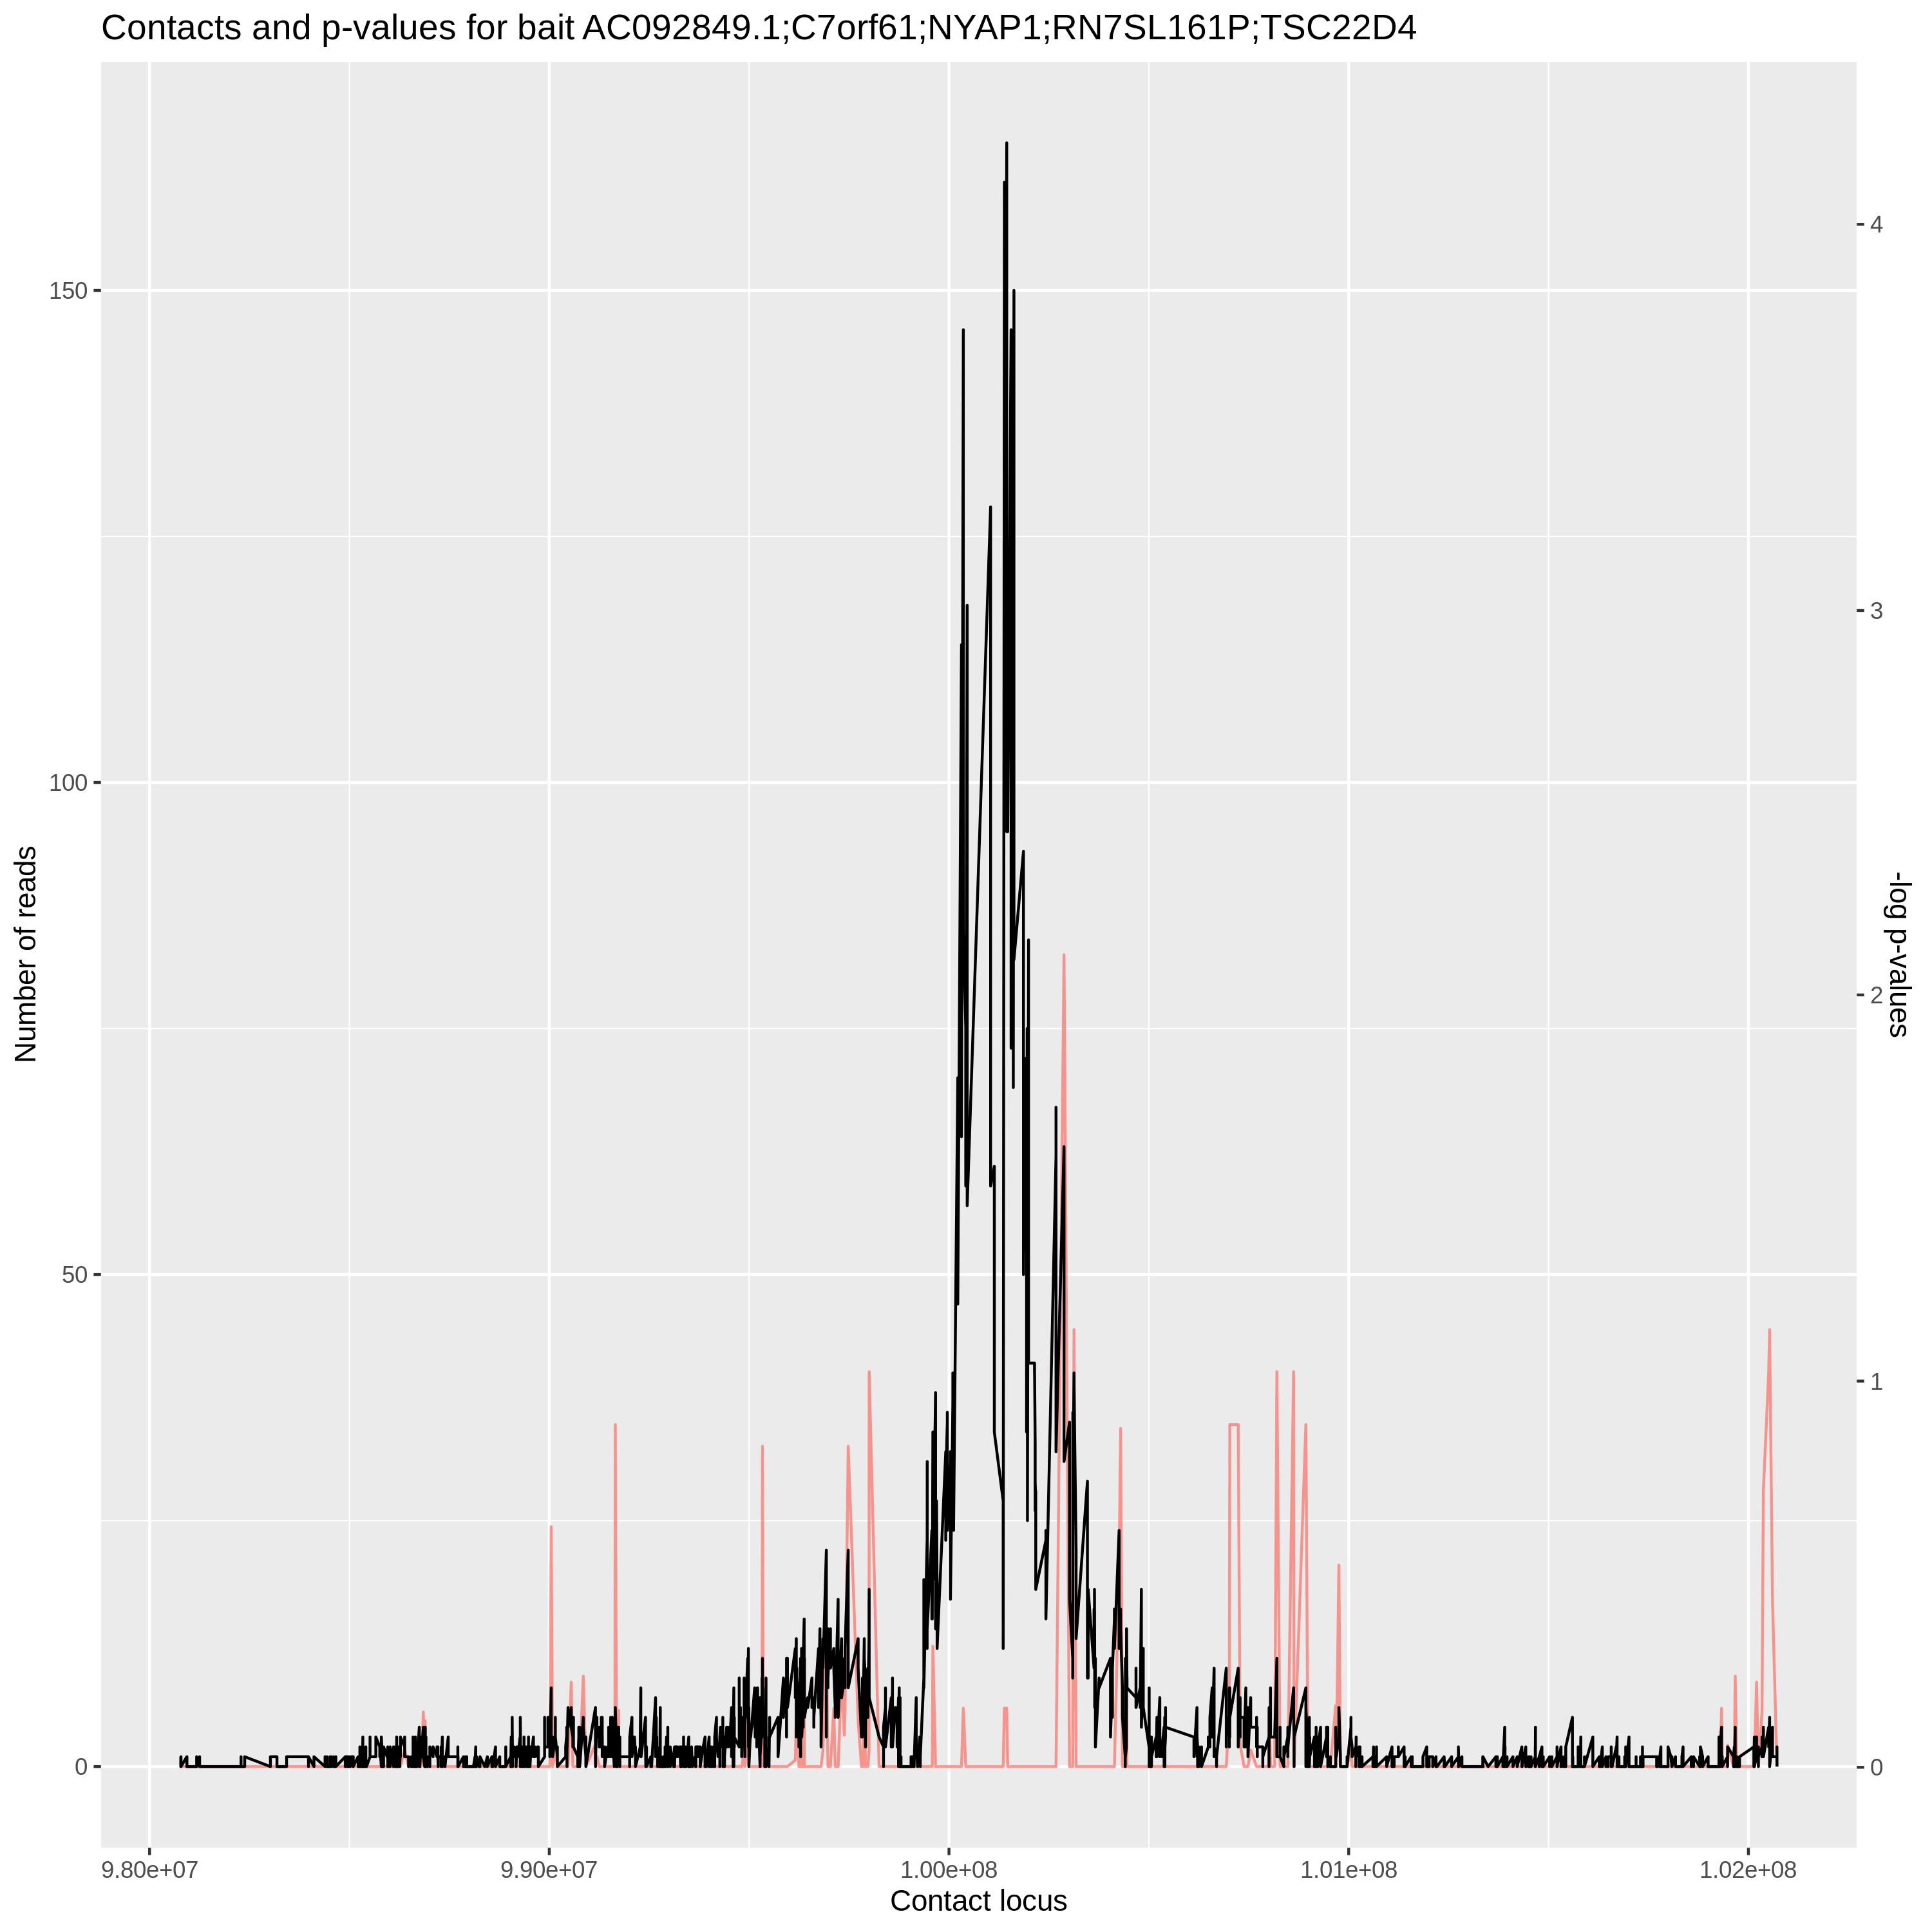 Contacts and p-values for bait AC092849.1;C7orf61;NYAP1;RN7SL161P;TSC22D4
150
100
50
0
Number of reads
4
3
2
1
0
-log p-values
9.80e+07
9.90e+07
1.00e+08
1.01e+08
1.02e+08
Contact locus